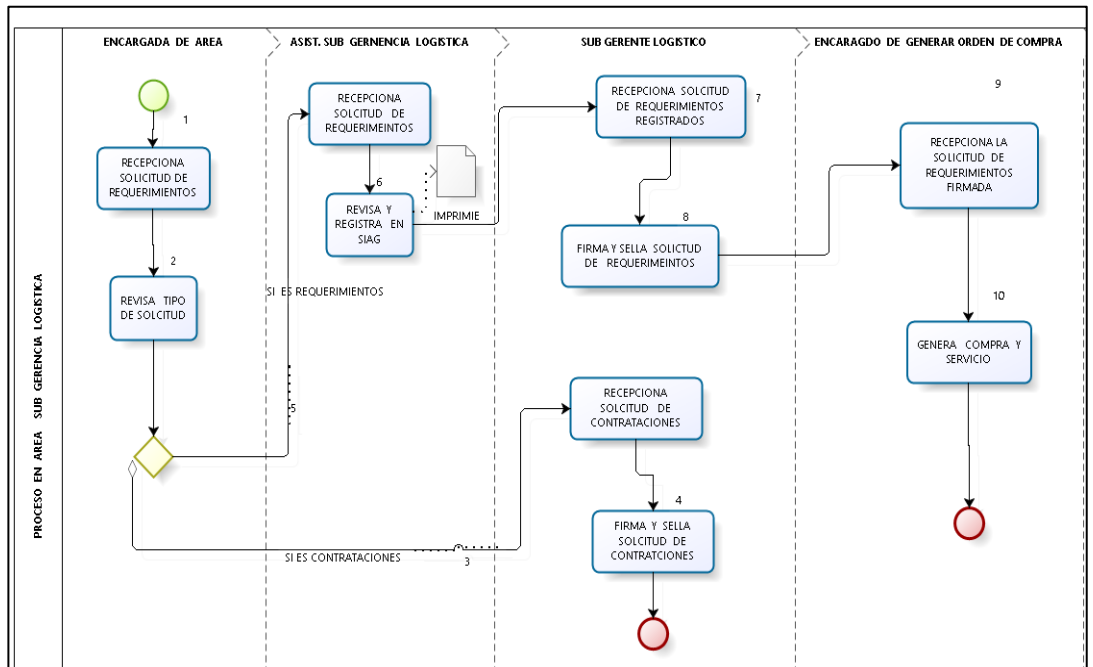 PROCESO EN AREA SUB GERENCIA LOGISTICA
ENCARGADA DE AREA
ASIST. SUB GERNENCIA LOGISTICA
SUB GERENTE LOGISTICO
ENCARAGDO DE GENERAR ORDEN DE COMPRA
1
RECEPCIONA
SOLICITUD DE
REQUERIMIENTOS
2
REVISA TIPO
DE SOLCITUD
SI ES REQUERIMIENTOS
5
SI ES CONTRATACIONES
3
RECEPCIONA
SOLCITUD DE
REQUERIMEINTOS
6
REVISA Y
REGISTRA EN
SIAG
IMPRIMIE
RECEPCIONA SOLCITUD
DE REQUERIMIENTOS
REGISTRADOS
7
8
FIRMA Y SELLA SOLICTUD
DE REQUERIMEINTOS
RECEPCIONA
SOLCITUD DE
CONTRATACIONES
4
FIRMA Y SELLA
SOLCITUD DE
CONTRATCIONES
9
RECEPCIONA LA
SOLICITUD DE
REQUERIMIENTOS
FIRMADA
10
GENERA COMPRA Y
SERVICIO